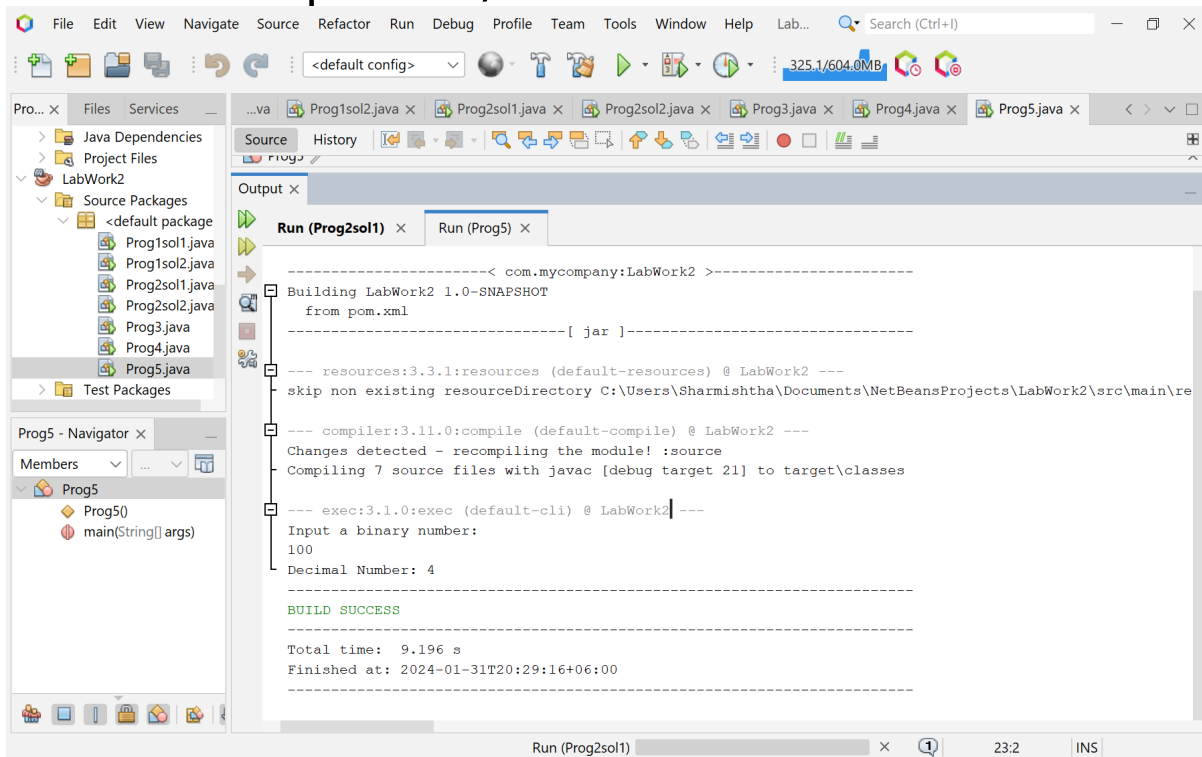 File Edit View Navigate Source Refactor Run Debug Profile Team Tools Window Help Lab... Search (Ctrl+I)
<default config> 325.1/604.0MB
Pro... Files Services
...va Prog1sol2.java Prog2sol1.java Prog2sol2.java Prog3.java Prog4.java Prog5.java
Source History
Java Dependencies
Project Files
LabWork2
Source Packages
<default package
Prog1sol1.java
Prog1sol2.java
Prog2sol1.java
Prog2sol2.java
Prog3.java
Prog4.java
Prog5.java
Test Packages
Prog5 - Navigator
Members ...
Prog5
Prog5()
main(String[] args)
Prog5
Output
Run (Prog2sol1) Run (Prog5)
-----------------------< com.mycompany:LabWork2 >-----------------------
Building LabWork2 1.0-SNAPSHOT
from pom.xml
--------------------------------[ jar ]---------------------------------
--- resources:3.3.1:resources (default-resources) @ LabWork2 ---
skip non existing resourceDirectory C:\Users\Sharmishtha\Documents\NetBeansProjects\LabWork2\src\main\re
--- compiler:3.11.0:compile (default-compile) @ LabWork2 ---
Changes detected - recompiling the module! :source
Compiling 7 source files with javac [debug target 21] to target\classes
--- exec:3.1.0:exec (default-cli) @ LabWork2 ---
Input a binary number:
100
Decimal Number: 4
------------------------------------------------------------------------
BUILD SUCCESS
------------------------------------------------------------------------
Total time:  9.196 s
Finished at: 2024-01-31T20:29:16+06:00
------------------------------------------------------------------------
Run (Prog2sol1) 1 23:2 INS